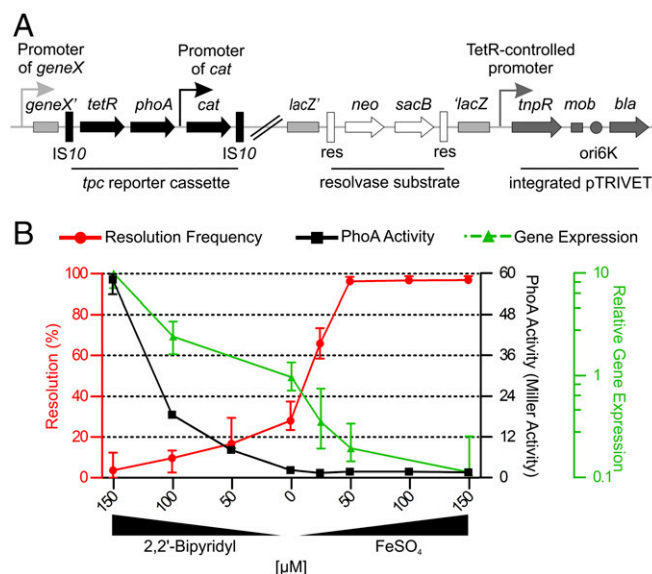 A
Promoter of geneX
Promoter of cat
TetR-controlled promoter
geneX' tetR phoA cat lacZ' neo sacB 'lacZ tnpR mob bla
IS10 IS10 res res ori6K
tpc reporter cassette resolvase substrate integrated pTRIVET
B
Resolution Frequency PhoA Activity Gene Expression
Resolution (%)
100
80
60
40
20
0
PhoA Activity (Miller Activity)
60
48
36
24
12
0
Relative Gene Expression
10
1
0.1
150 100 50 0 50 100 150
2,2'-Bipyridyl FeSO₄
[µM]